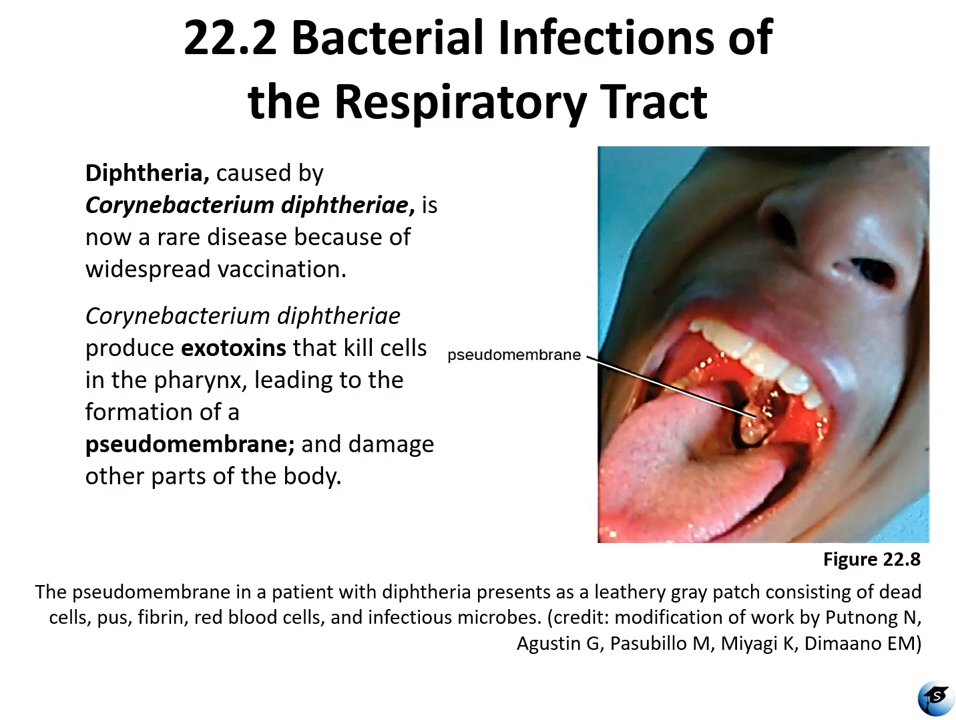 22.2 Bacterial Infections of
the Respiratory Tract
Diphtheria, caused by
Corynebacterium diphtheriae, is
now a rare disease because of
widespread vaccination.
Corynebacterium diphtheriae
produce exotoxins that kill cells
in the pharynx, leading to the
formation of a
pseudomembrane; and damage
other parts of the body.
pseudomembrane
Figure 22.8
The pseudomembrane in a patient with diphtheria presents as a leathery gray patch consisting of dead
cells, pus, fibrin, red blood cells, and infectious microbes. (credit: modification of work by Putnong N,
Agustin G, Pasubillo M, Miyagi K, Dimaano EM)
S